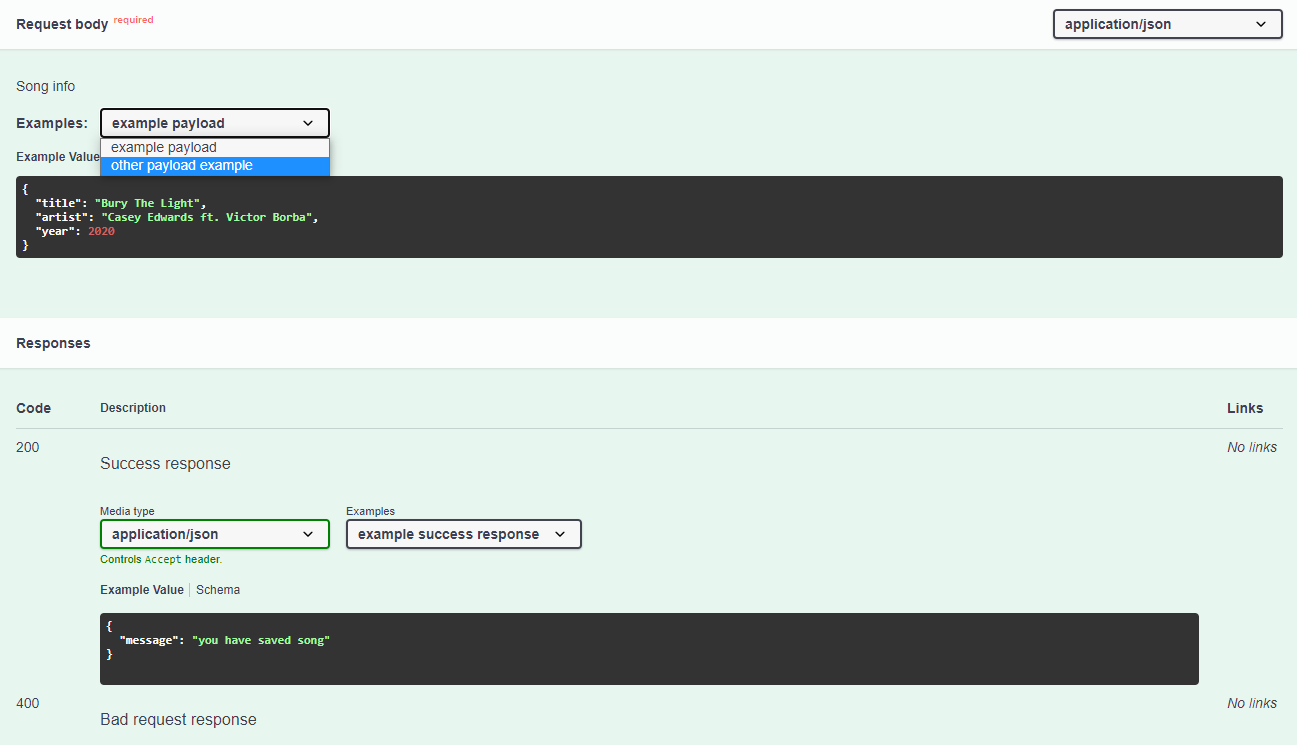 Request body required
application/json
Song info
Examples: example payload
example payload
Example Value
other payload example
{
  "title": "Bury The Light",
  "artist": "Casey Edwards ft. Victor Borba",
  "year": 2020
}
Responses
Code Description Links
200 No links
Success response
Media type Examples
application/json example success response
Controls Accept header.
Example Value Schema
{
  "message": "you have saved song"
}
400 No links
Bad request response